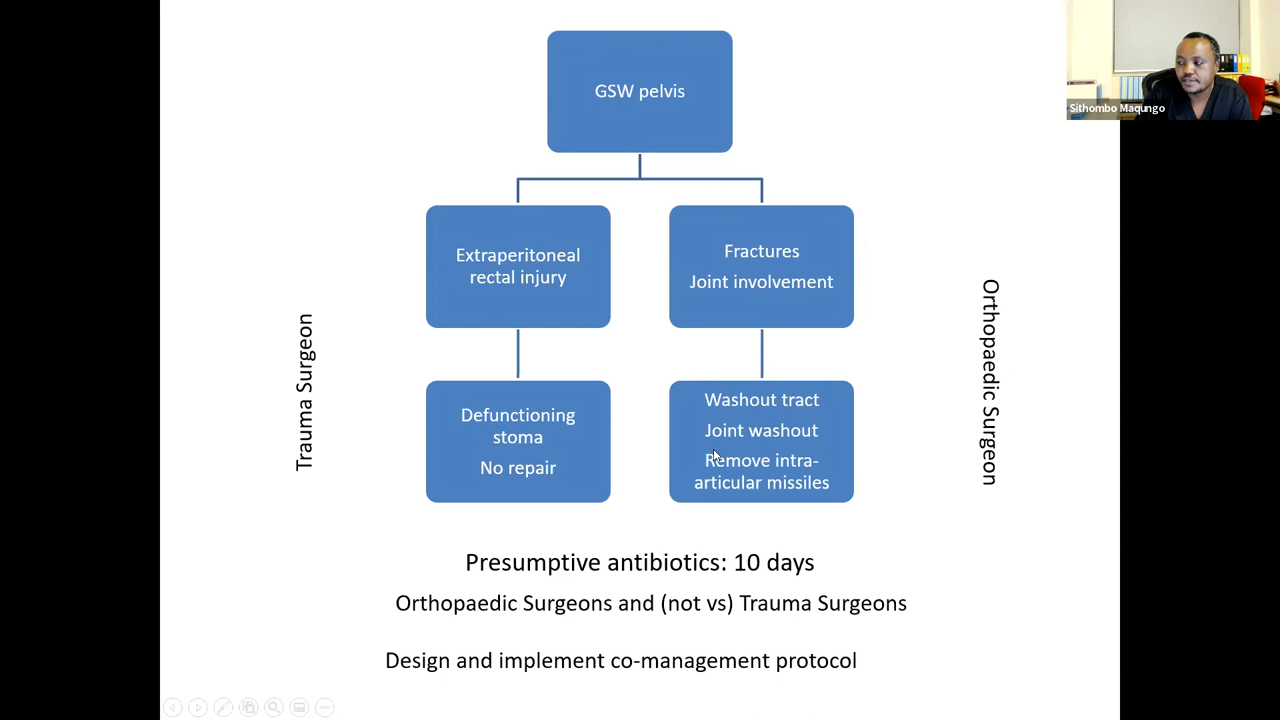 GSW pelvis
Sithombo Maqungo
Extraperitoneal
rectal injury
Fractures
Joint involvement
Trauma Surgeon
Orthopaedic Surgeon
Defunctioning
stoma
No repair
Washout tract
Joint washout
Remove intra-
articular missiles
Presumptive antibiotics: 10 days
Orthopaedic Surgeons and (not vs) Trauma Surgeons
Design and implement co-management protocol